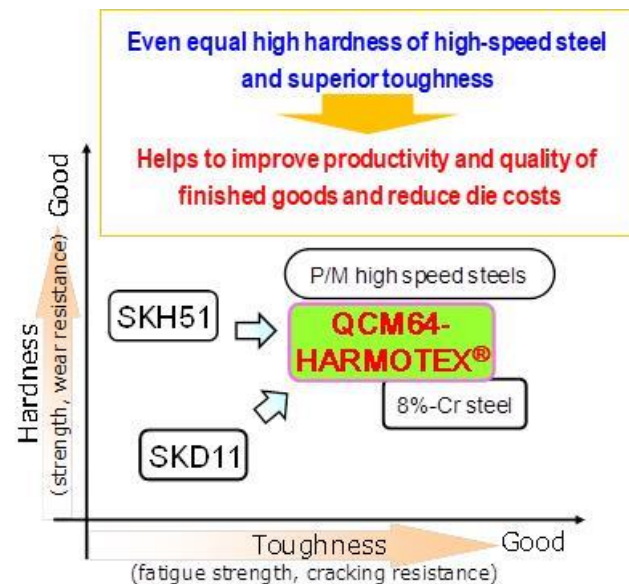 Even equal high hardness of high-speed steel
and superior toughness
Helps to improve productivity and quality of
finished goods and reduce die costs
Good
Hardness
(strength, wear resistance)
P/M high speed steels
SKH51
QCM64-
HARMOTEX®
8%-Cr steel
SKD11
Toughness
Good
(fatigue strength, cracking resistance)